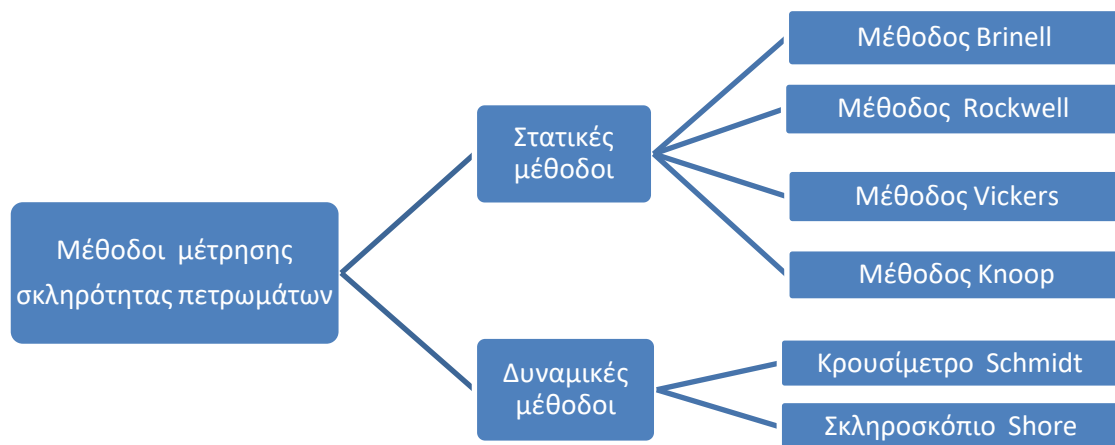 Μέθοδοι μέτρησης
σκληρότητας πετρωμάτων
Στατικές
μέθοδοι
Μέθοδος Brinell
Μέθοδος Rockwell
Μέθοδος Vickers
Μέθοδος Knoop
Δυναμικές
μέθοδοι
Κρουσίμετρο Schmidt
Σκληροσκόπιο Shore